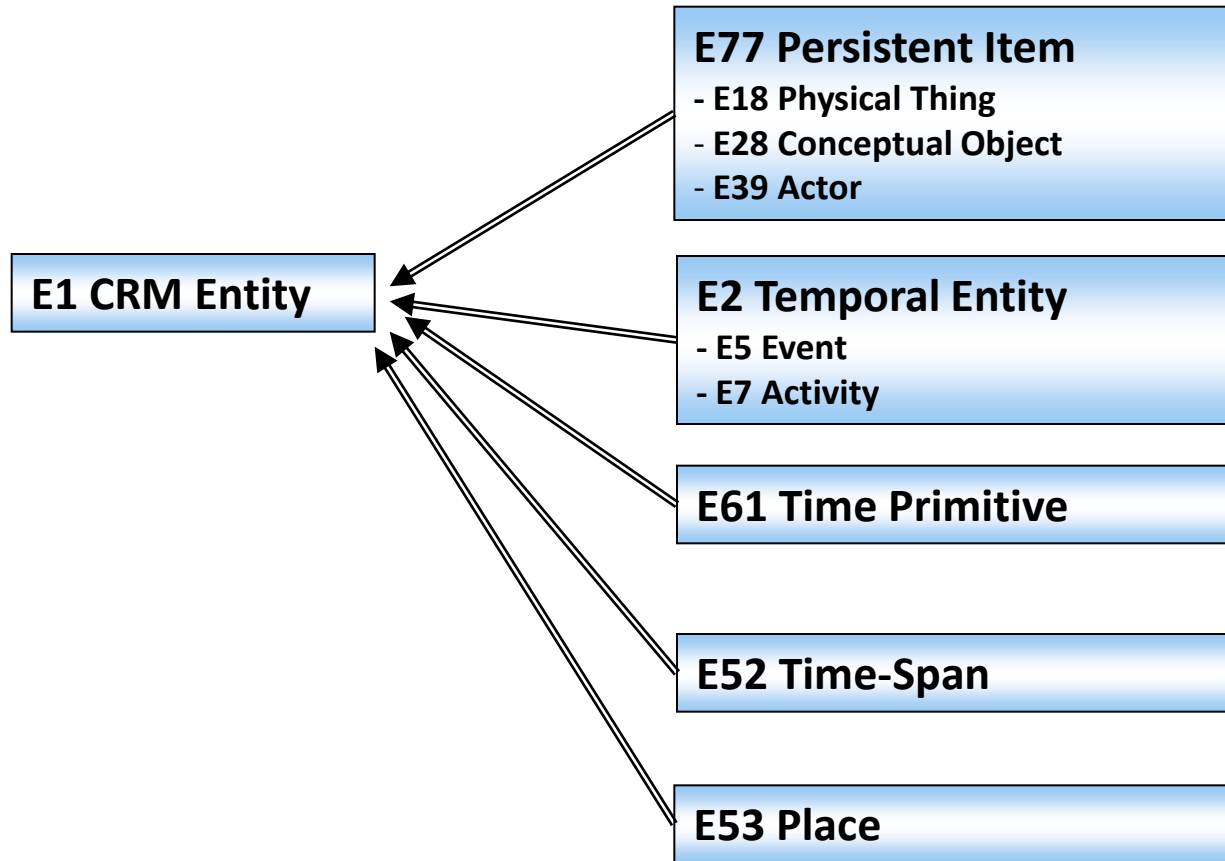 E77 Persistent Item
- E18 Physical Thing
- E28 Conceptual Object
- E39 Actor
E1 CRM Entity
E2 Temporal Entity
- E5 Event
- E7 Activity
E61 Time Primitive
E52 Time-Span
E53 Place